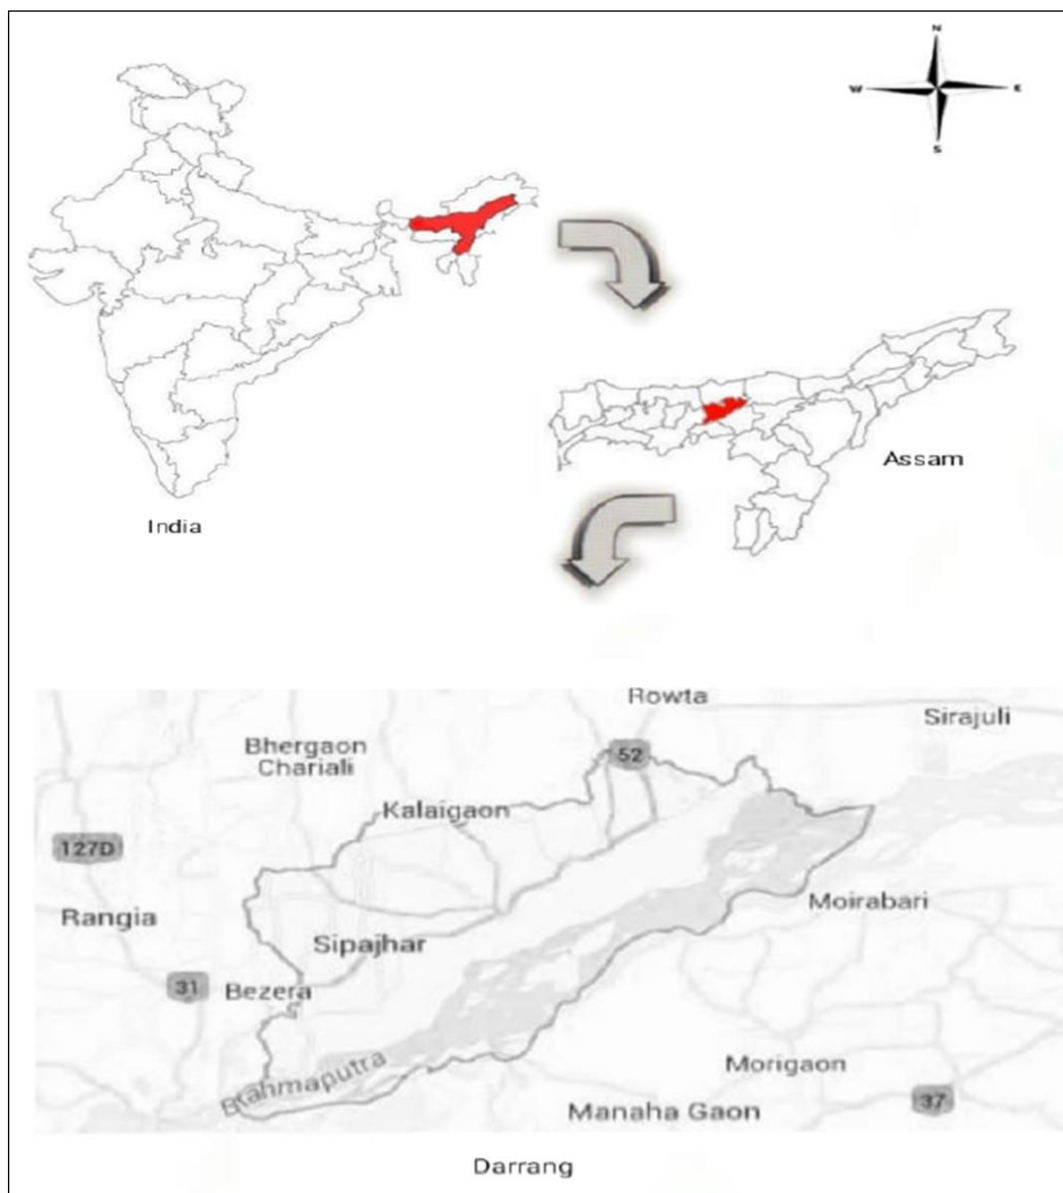 N
W
E
S
India
Assam
Rowta
Sirajuli
52
Bhergaon
Chariali
Kalaigaon
127D
Rangia
Moirabari
Sipajhar
31
Bezera
Brahmaputra
Morigaon
37
Manaha Gaon
Darrang